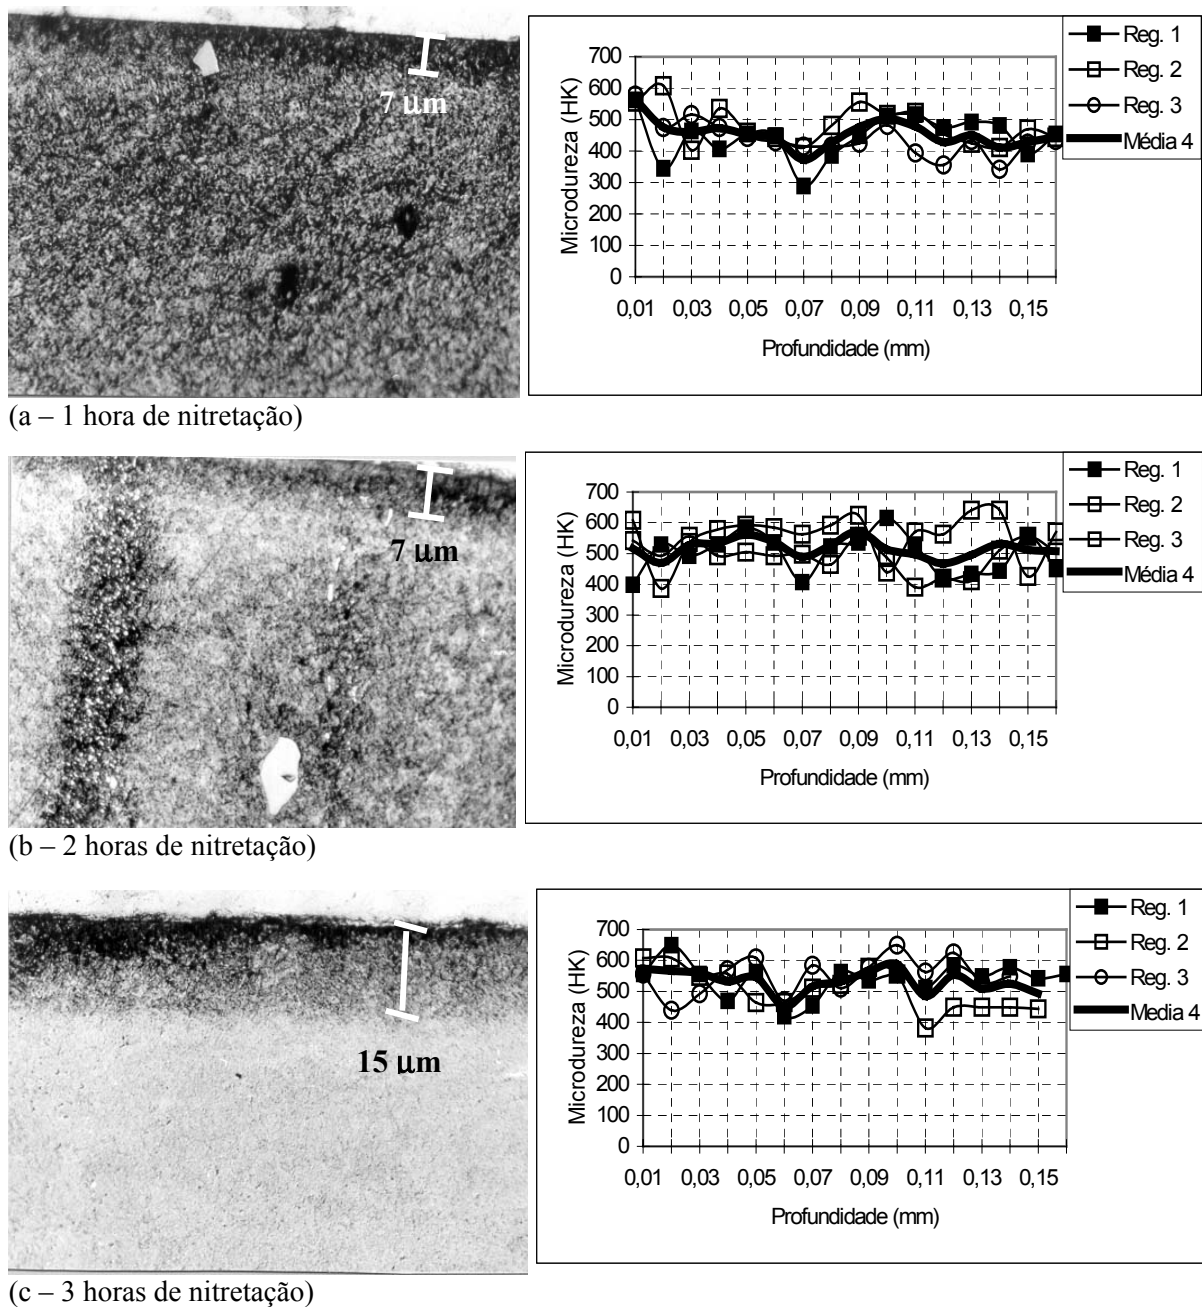 7 µm
Reg. 1
Reg. 2
Reg. 3
Média 4
Microdureza (HK)
700
600
500
400
300
200
100
0
0,01 0,03 0,05 0,07 0,09 0,11 0,13 0,15
Profundidade (mm)
(a – 1 hora de nitretação)
7 µm
Reg. 1
Reg. 2
Reg. 3
Média 4
Microdureza (HK)
700
600
500
400
300
200
100
0
0,01 0,03 0,05 0,07 0,09 0,11 0,13 0,15
Profundidade (mm)
(b – 2 horas de nitretação)
15 µm
Reg. 1
Reg. 2
Reg. 3
Media 4
Microdureza (HK)
700
600
500
400
300
200
100
0
0,01 0,03 0,05 0,07 0,09 0,11 0,13 0,15
Profundidade (mm)
(c – 3 horas de nitretação)